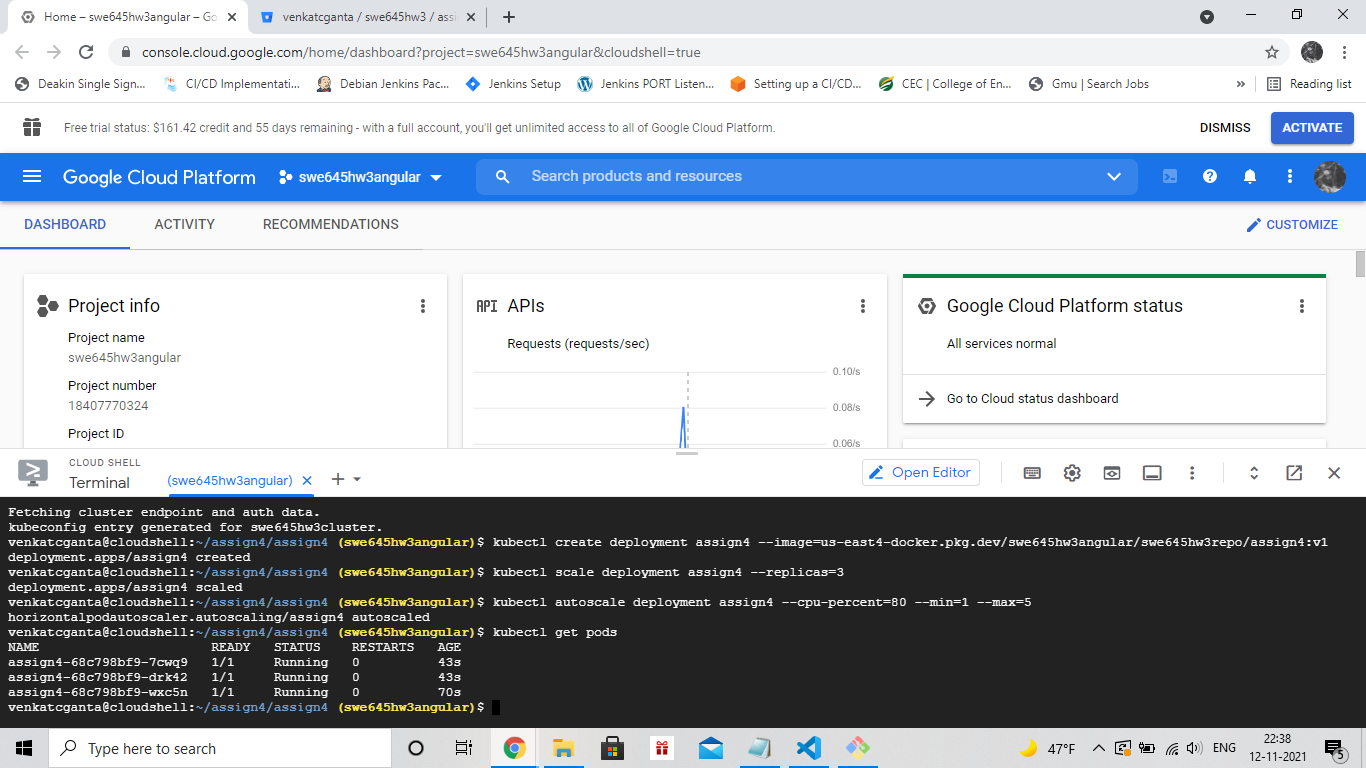 Home – swe645hw3angular – Go
venkatcganta / swe645hw3 / assi
console.cloud.google.com/home/dashboard?project=swe645hw3angular&cloudshell=true
Deakin Single Sign...
CI/CD Implementati...
Debian Jenkins Pac...
Jenkins Setup
Jenkins PORT Listen...
Setting up a CI/CD...
CEC | College of En...
Gmu | Search Jobs
»
Reading list
Free trial status: $161.42 credit and 55 days remaining - with a full account, you'll get unlimited access to all of Google Cloud Platform.
DISMISS
ACTIVATE
Google Cloud Platform
swe645hw3angular
Search products and resources
DASHBOARD
ACTIVITY
RECOMMENDATIONS
CUSTOMIZE
Project info
Project name
swe645hw3angular
Project number
18407770324
Project ID
API APIs
Requests (requests/sec)
0.10/s
0.08/s
0.06/s
Google Cloud Platform status
All services normal
Go to Cloud status dashboard
CLOUD SHELL
Terminal
(swe645hw3angular)
Open Editor
Fetching cluster endpoint and auth data.
kubeconfig entry generated for swe645hw3cluster.
venkatcganta@cloudshell:~/assign4/assign4 (swe645hw3angular)$ kubectl create deployment assign4 --image=us-east4-docker.pkg.dev/swe645hw3angular/swe645hw3repo/assign4:v1
deployment.apps/assign4 created
venkatcganta@cloudshell:~/assign4/assign4 (swe645hw3angular)$ kubectl scale deployment assign4 --replicas=3
deployment.apps/assign4 scaled
venkatcganta@cloudshell:~/assign4/assign4 (swe645hw3angular)$ kubectl autoscale deployment assign4 --cpu-percent=80 --min=1 --max=5
horizontalpodautoscaler.autoscaling/assign4 autoscaled
venkatcganta@cloudshell:~/assign4/assign4 (swe645hw3angular)$ kubectl get pods
NAME READY STATUS RESTARTS AGE
assign4-68c798bf9-7cwq9 1/1 Running 0 43s
assign4-68c798bf9-drk42 1/1 Running 0 43s
assign4-68c798bf9-wxc5n 1/1 Running 0 70s
venkatcganta@cloudshell:~/assign4/assign4 (swe645hw3angular)$
Type here to search
47°F
ENG
22:38
12-11-2021
5